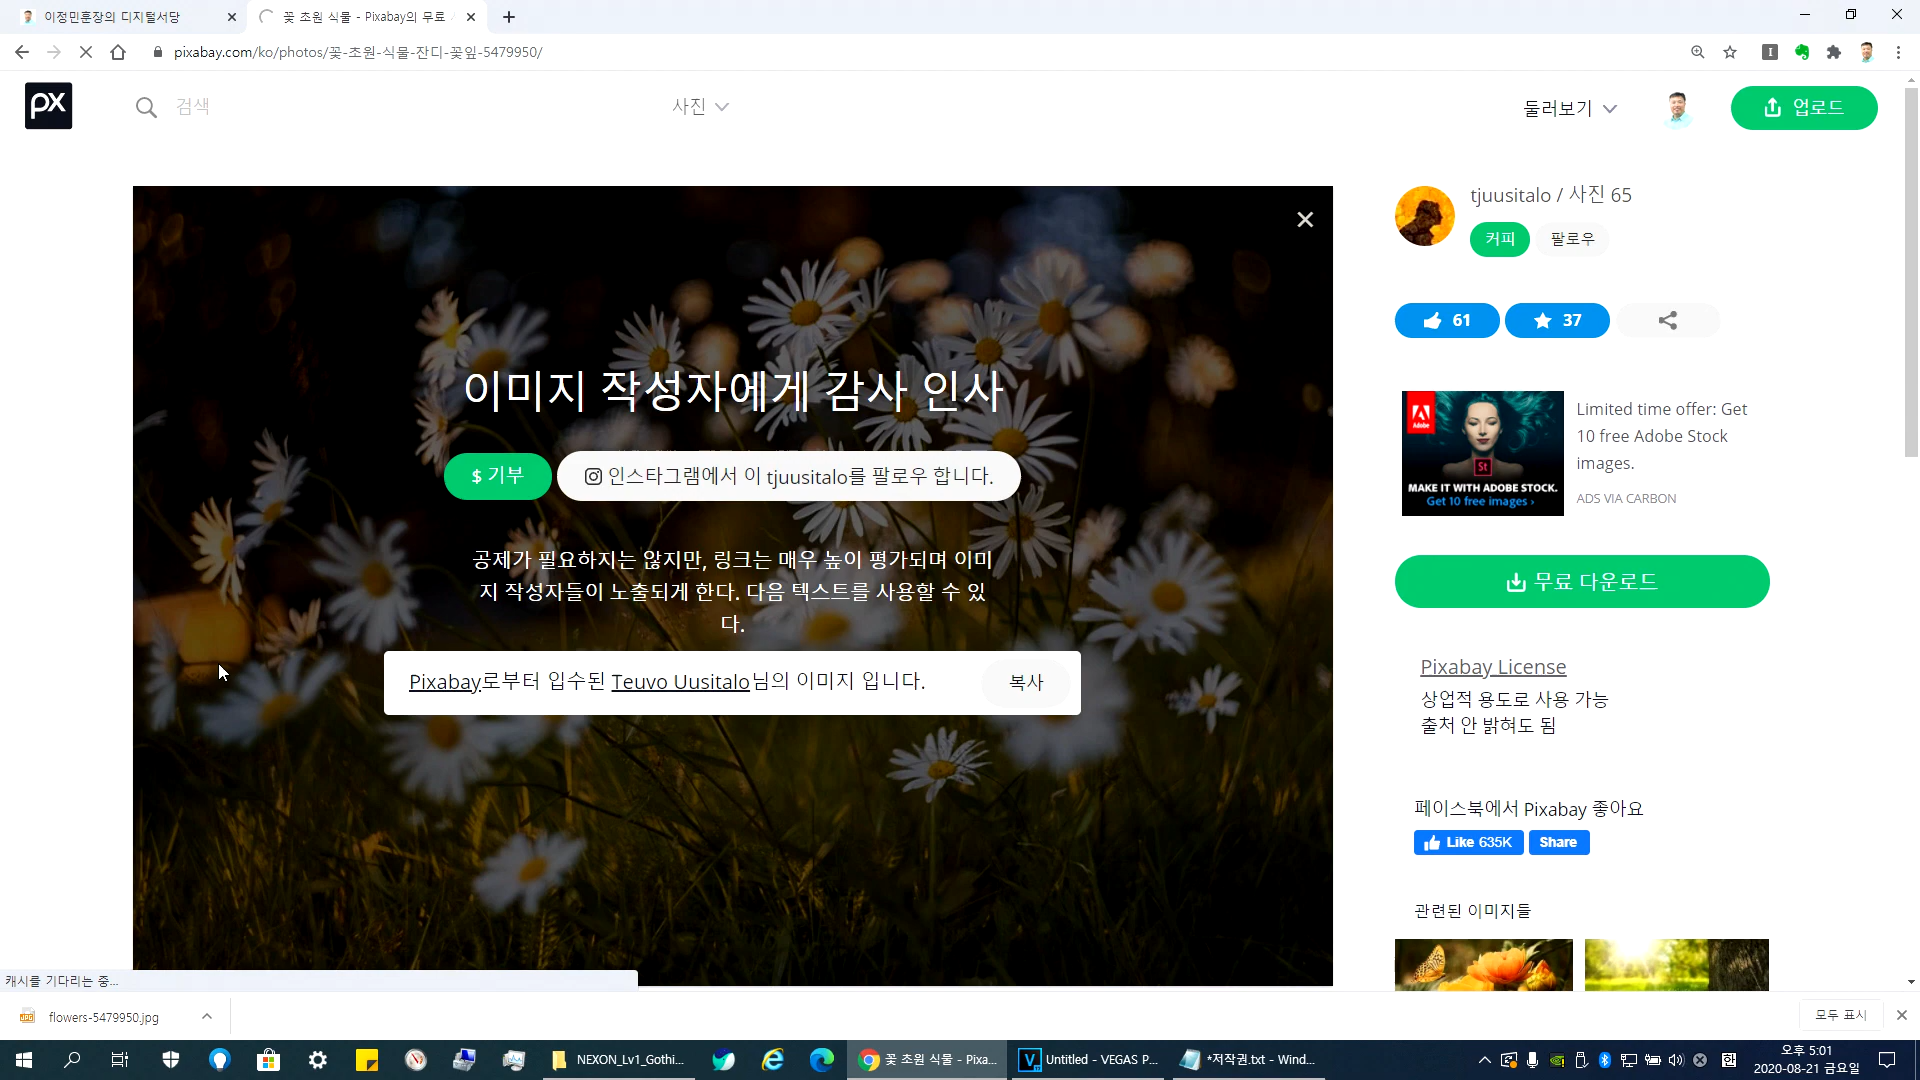 이정민훈장의 디지털서당
꽃 초원 식물 - Pixabay의 무료
pixabay.com/ko/photos/꽃-초원-식물-잔디-꽃잎-5479950/
px
검색
사진
둘러보기
업로드
tjuusitalo / 사진 65
커피
팔로우
61
37
이미지 작성자에게 감사 인사
$ 기부
인스타그램에서 이 tjuusitalo를 팔로우 합니다.
공제가 필요하지는 않지만, 링크는 매우 높이 평가되며 이미
지 작성자들이 노출되게 한다. 다음 텍스트를 사용할 수 있
다.
Pixabay로부터 입수된 Teuvo Uusitalo님의 이미지 입니다.
복사
Adobe
St
MAKE IT WITH ADOBE STOCK.
Get 10 free images ›
Limited time offer: Get
10 free Adobe Stock
images.
ADS VIA CARBON
무료 다운로드
Pixabay License
상업적 용도로 사용 가능
출처 안 밝혀도 됨
페이스북에서 Pixabay 좋아요
Like 635K
Share
관련된 이미지들
캐시를 기다리는 중...
flowers-5479950.jpg
모두 표시
NEXON_Lv1_Gothi...
꽃 초원 식물 - Pixa...
Untitled - VEGAS P...
*저작권.txt - Wind...
한
오후 5:01
2020-08-21 금요일